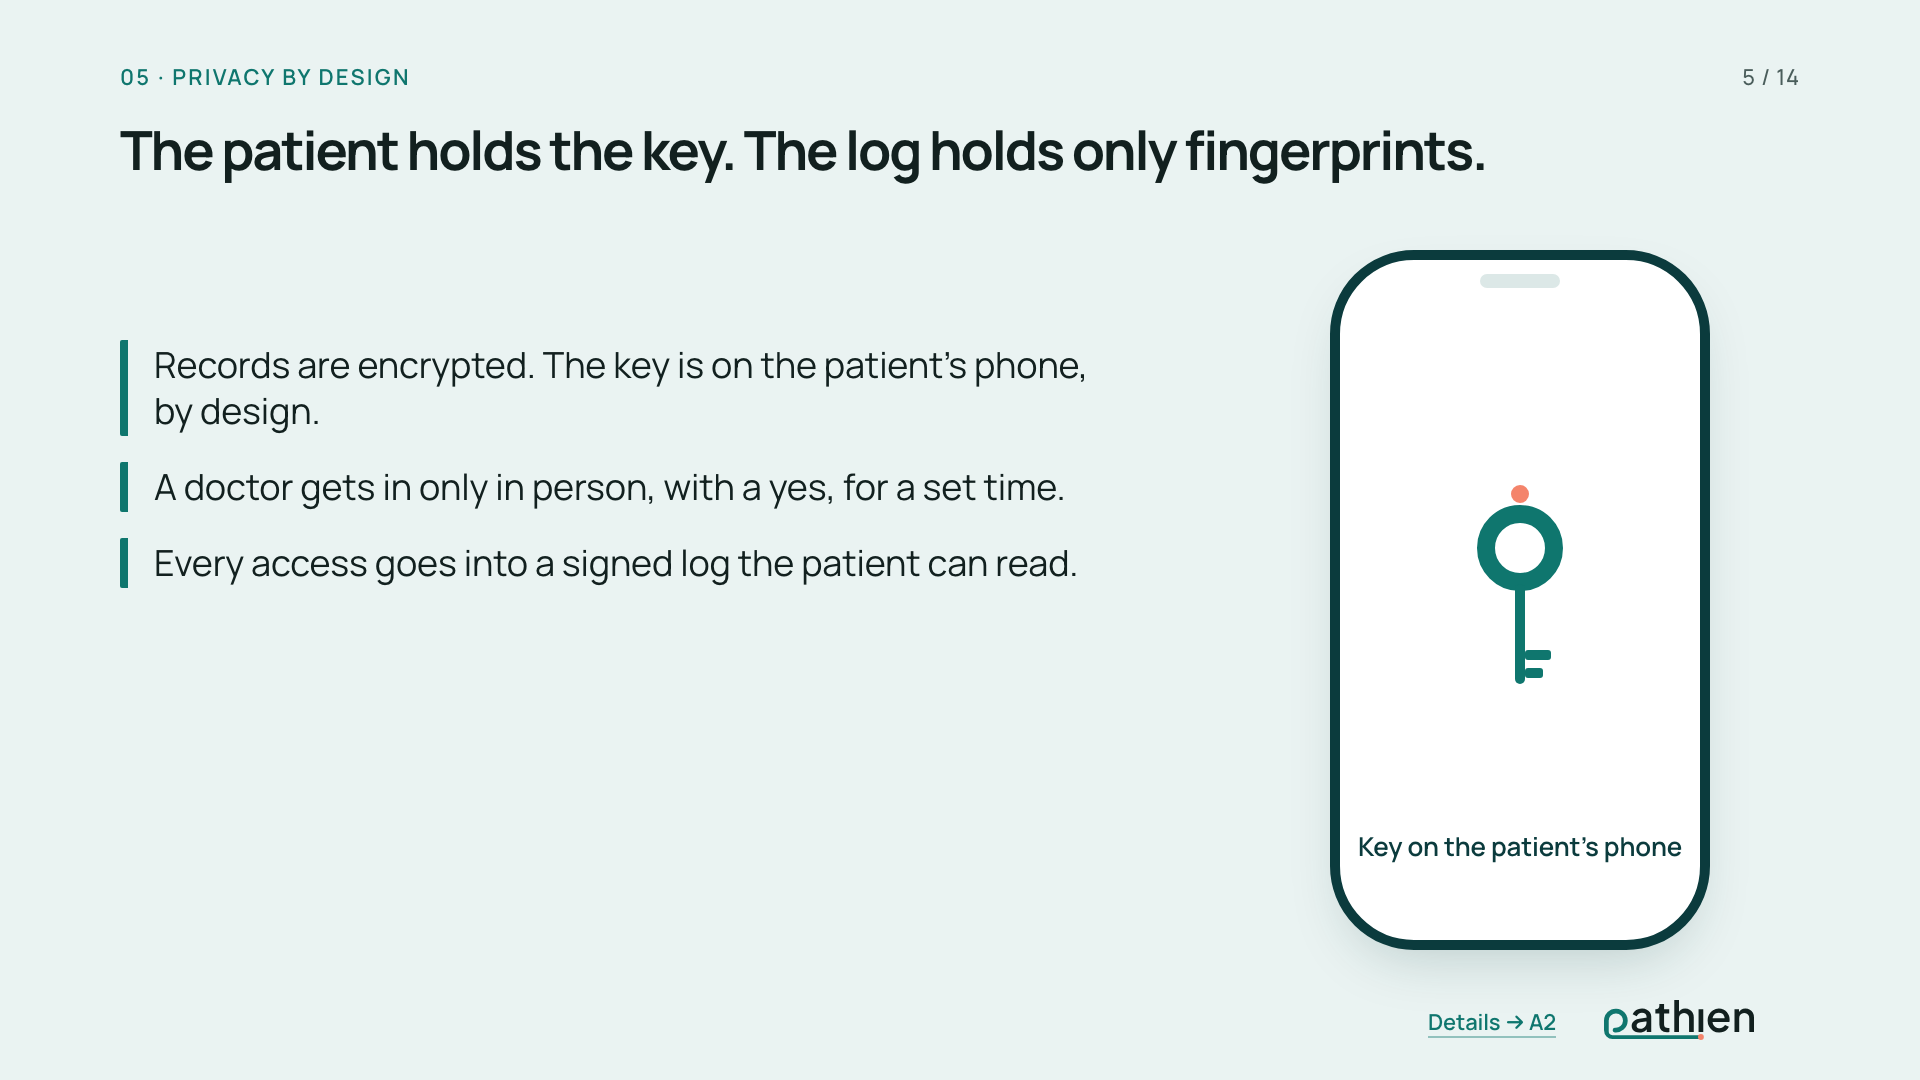 05 · PRIVACY BY DESIGN
5 / 14
The patient holds the key. The log holds only fingerprints.
Records are encrypted. The key is on the patient’s phone,
by design.
A doctor gets in only in person, with a yes, for a set time.
Every access goes into a signed log the patient can read.
Key on the patient’s phone
Details → A2
pathien